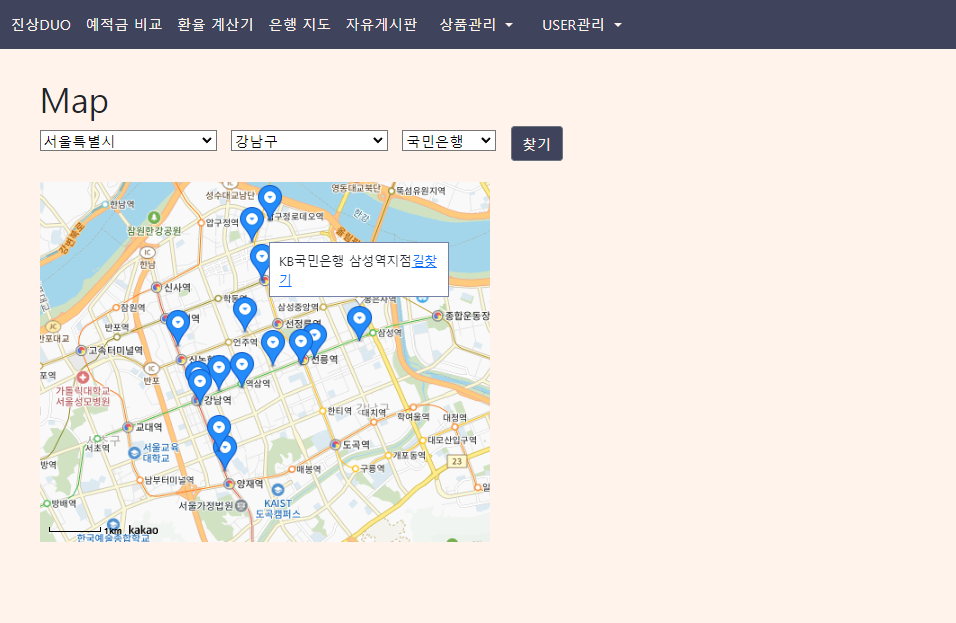 진상DUO 예적금 비교 환율 계산기 은행 지도 자유게시판 상품관리 USER관리
Map
서울특별시 강남구 국민은행 찾기
성수대교남단 영동대교북단 뚝섬유원지역
한남역
압구정역 압구정로데오역 한강
강변북로
잠원한강공원
한남
KB국민은행 삼성역지점길찾
기
신사역 학동 삼성중앙역 봉은사역
잠원역 종합운동장
반포역 선정릉역
언주역 삼성역
반포대교
고속터미널역 선릉역
반포
역삼역
가톨릭대학교
서울성모병원
강남역
한티역 대치역 학여울역 대청역
교대역
서초역 서울교육
대학교
도곡역 대모산입구역
개포동역
방역 매봉역 구룡역 23
남부터미널역 양재역
방배역 서울가정법원 KAIST
도곡캠퍼스
1km kakao
한국예술종합학교